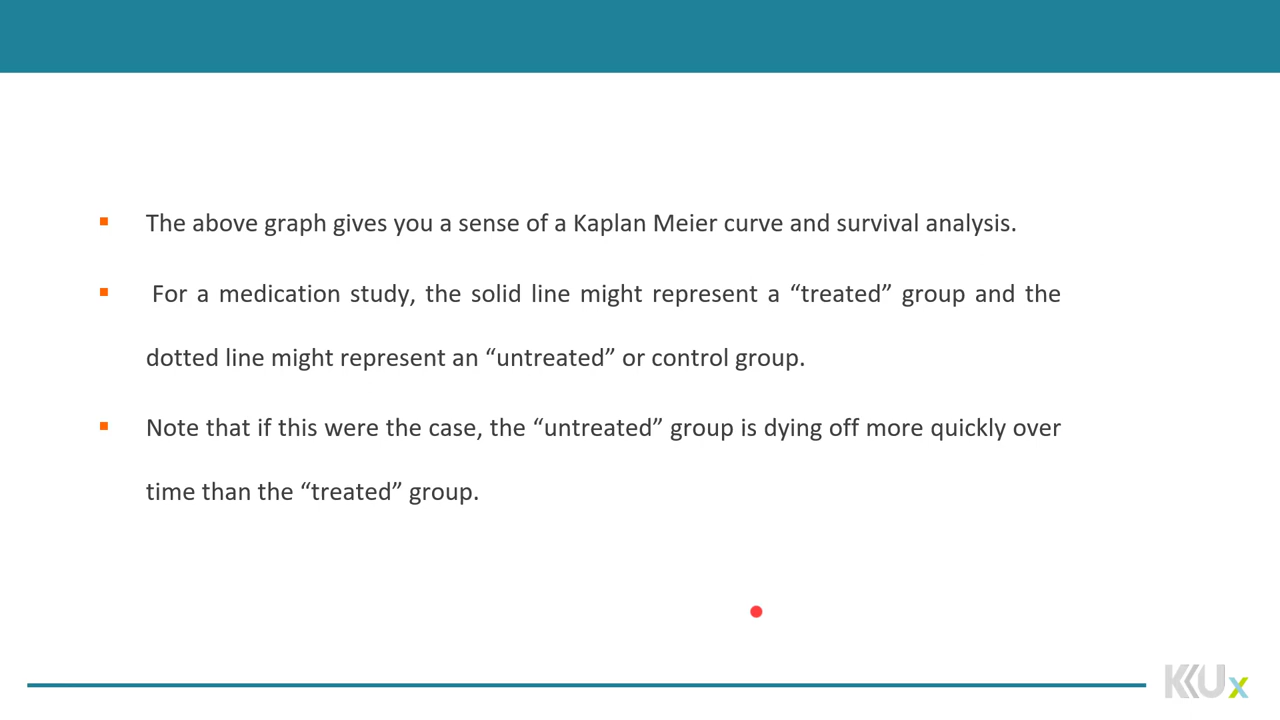 The above graph gives you a sense of a Kaplan Meier curve and survival analysis.
For a medication study, the solid line might represent a “treated” group and the
dotted line might represent an “untreated” or control group.
Note that if this were the case, the “untreated” group is dying off more quickly over
time than the “treated” group.
KKUx